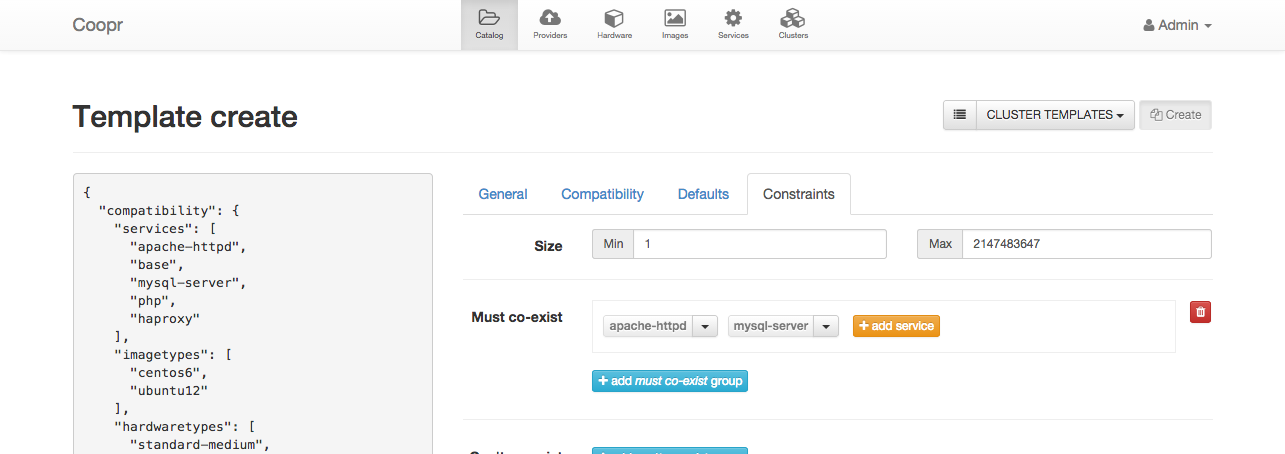 Coopr
Catalog
Providers
Hardware
Images
Services
Clusters
Admin
Template create
CLUSTER TEMPLATES
Create
{
"compatibility": {
"services": [
"apache-httpd",
"base",
"mysql-server",
"php",
"haproxy"
],
"imagetypes": [
"centos6",
"ubuntu12"
],
"hardwaretypes": [
"standard-medium",
General
Compatibility
Defaults
Constraints
Size
Min
1
Max
2147483647
Must co-exist
apache-httpd
mysql-server
+ add service
+ add must co-exist group